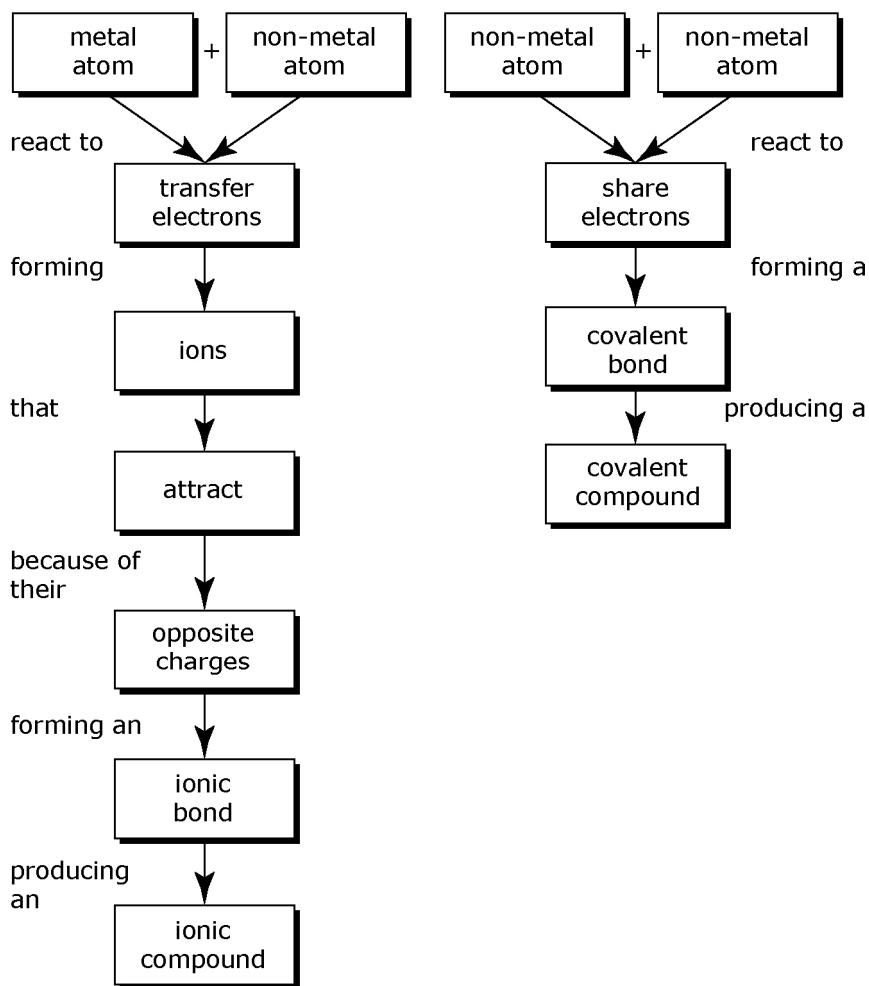 metal
atom
+
non-metal
atom
react to
transfer
electrons
forming
ions
that
attract
because of
their
opposite
charges
forming an
ionic
bond
producing
an
ionic
compound
non-metal
atom
+
non-metal
atom
react to
share
electrons
forming a
covalent
bond
producing a
covalent
compound